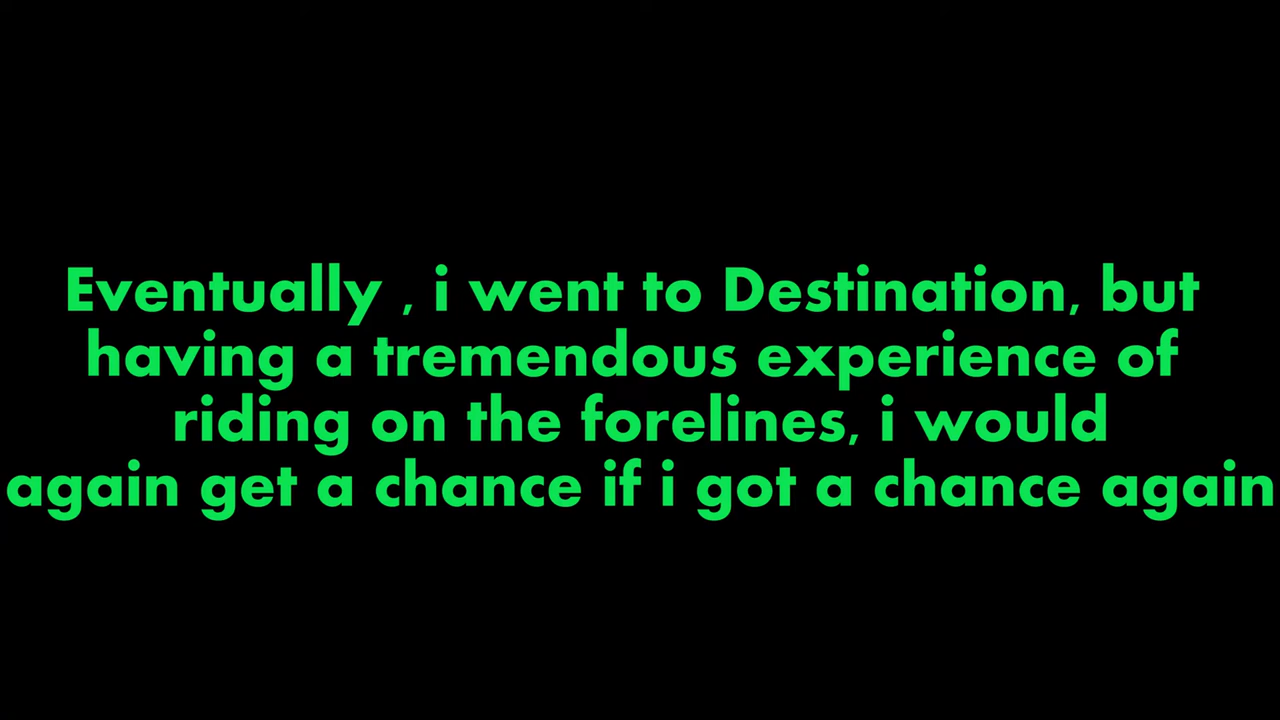 Eventually , i went to Destination, but
having a tremendous experience of
riding on the forelines, i would
again get a chance if i got a chance again